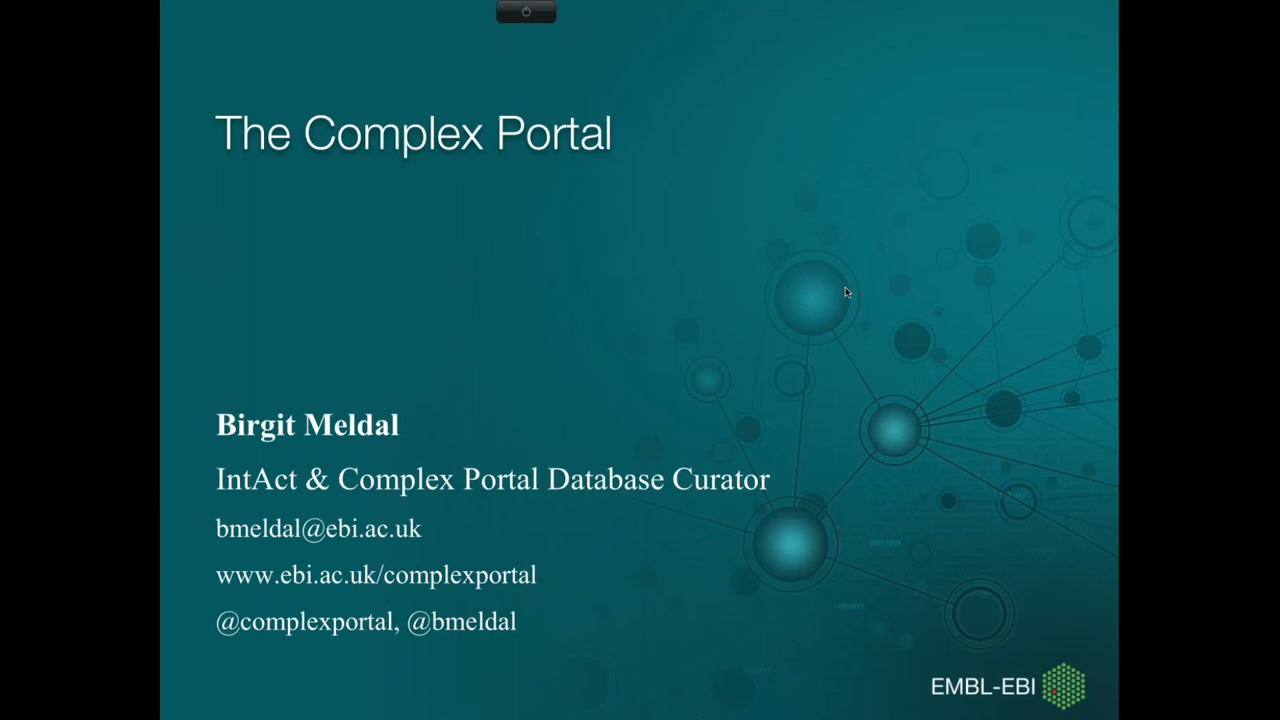 The Complex Portal
Birgit Meldal
IntAct & Complex Portal Database Curator
bmeldal@ebi.ac.uk
www.ebi.ac.uk/complexportal
@complexportal, @bmeldal
EMBL-EBI